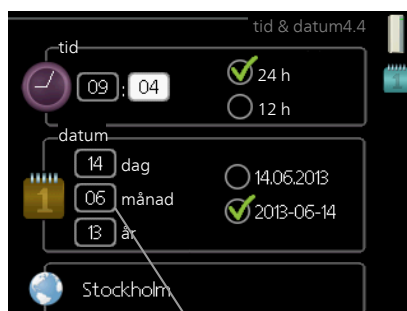 tid & datum4.4
tid
09 : 04
24 h
12 h
datum
14 dag
06 månad
13 år
14.06.2013
2013-06-14
1
Stockholm